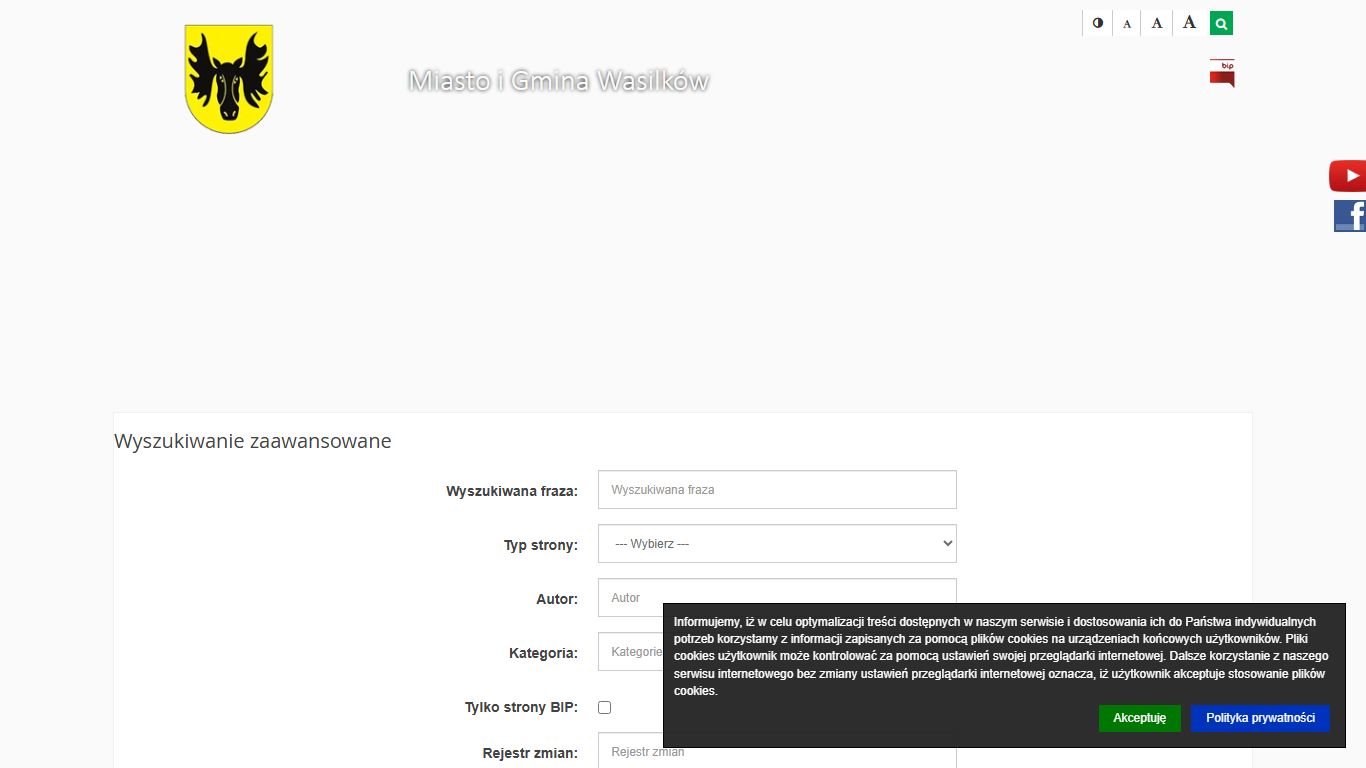 A A A
bip
Miasto i Gmina Wasilków
Wyszukiwanie zaawansowane
Wyszukiwana fraza: Wyszukiwana fraza
Typ strony: --- Wybierz ---
Autor: Autor
Kategoria: Kategorie
Tylko strony BIP:
Rejestr zmian: Rejestr zmian
Informujemy, iż w celu optymalizacji treści dostępnych w naszym serwisie i dostosowania ich do Państwa indywidualnych
potrzeb korzystamy z informacji zapisanych za pomocą plików cookies na urządzeniach końcowych użytkowników. Pliki
cookies użytkownik może kontrolować za pomocą ustawień swojej przeglądarki internetowej. Dalsze korzystanie z naszego
serwisu internetowego bez zmiany ustawień przeglądarki internetowej oznacza, iż użytkownik akceptuje stosowanie plików
cookies.
Akceptuję Polityka prywatności